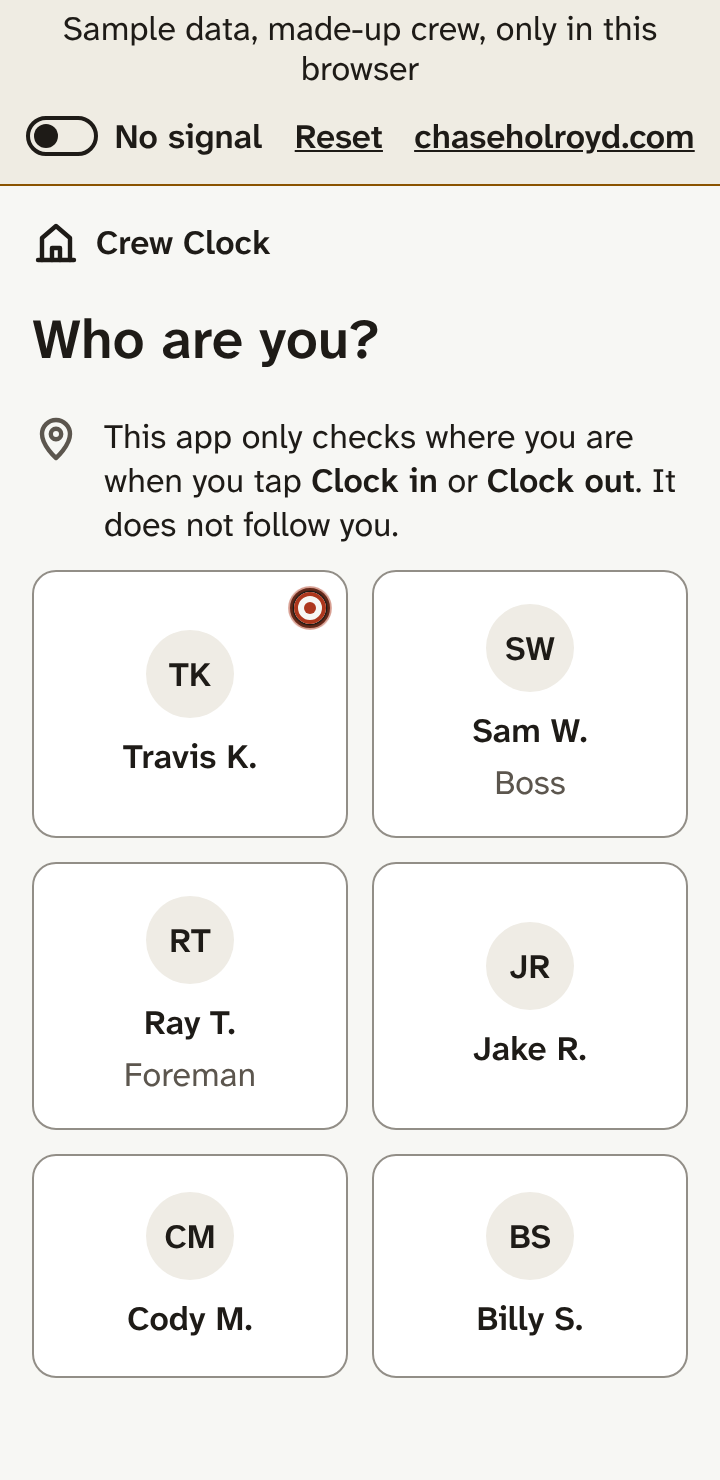 Sample data, made-up crew, only in this
browser
No signal Reset chaseholroyd.com
Crew Clock
Who are you?
This app only checks where you are
when you tap Clock in or Clock out. It
does not follow you.
TK
Travis K.
SW
Sam W.
Boss
RT
Ray T.
Foreman
JR
Jake R.
CM
Cody M.
BS
Billy S.